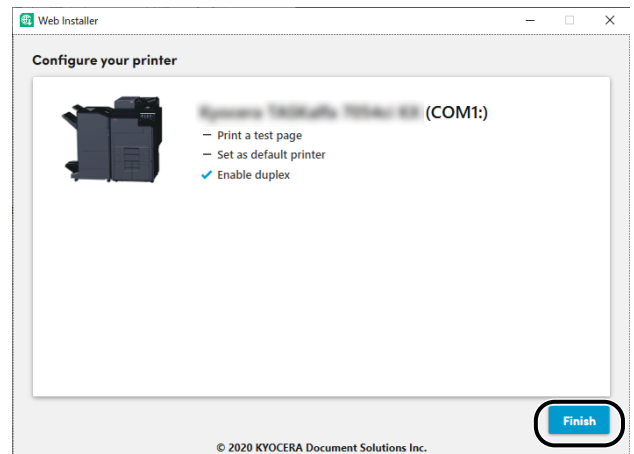 Web Installer
Configure your printer
(COM1:)
Print a test page
Set as default printer
Enable duplex
Finish
© 2020 KYOCERA Document Solutions Inc.